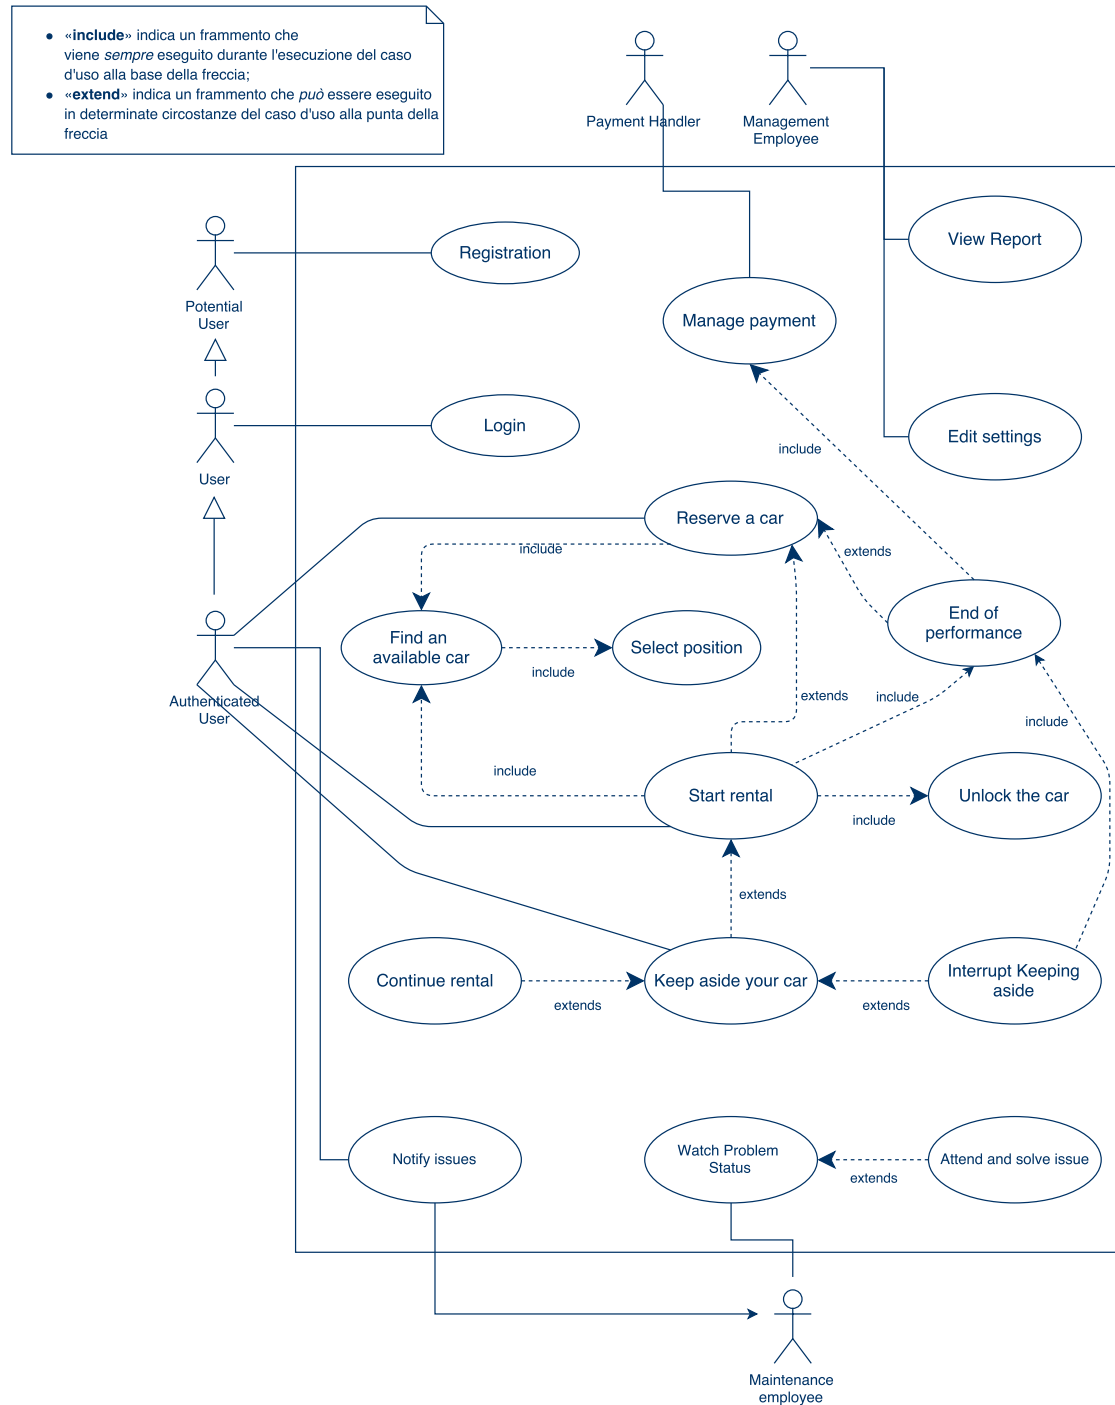 «include» indica un frammento che
viene sempre eseguito durante l'esecuzione del caso
d'uso alla base della freccia;
«extend» indica un frammento che può essere eseguito
in determinate circostanze del caso d'uso alla punta della
freccia
Payment Handler
Management
Employee
Potential
User
Registration
View Report
Manage payment
User
Login
Edit settings
include
Reserve a car
include
extends
End of
performance
Find an
available car
include
Select position
Authenticated
User
extends
include
include
include
Start rental
include
Unlock the car
extends
Continue rental
extends
Keep aside your car
extends
Interrupt Keeping
aside
Notify issues
Watch Problem
Status
extends
Attend and solve issue
Maintenance
employee